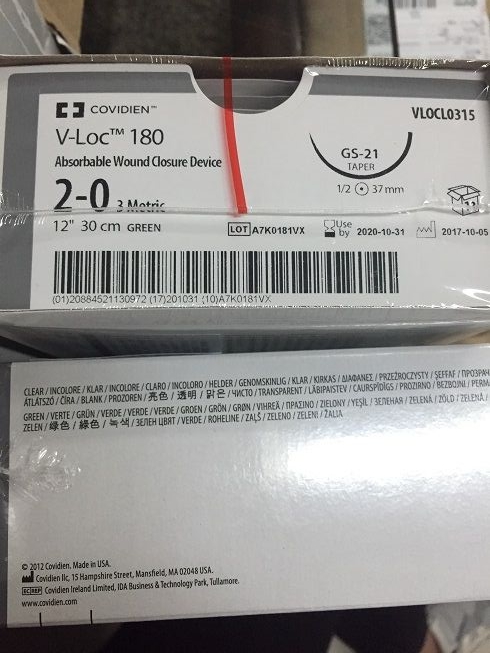 COVIDIEN™
VLOCL0315
V-Loc™ 180
Absorbable Wound Closure Device
GS-21
TAPER
2-0 3 Metric
1/2 37 mm
12" 30 cm GREEN
LOT A7K0181VX
Use by 2020-10-31
2017-10-05
(01)20884521130972 (17)201031 (10)A7K0181VX
CLEAR / INCOLORE / KLAR / INCOLORE / CLARO / INCOLORO / HELDER / GENOMSKINLIG / KLAR / KIRKAS / ΔΙΑΦΑΝΕΣ / PRZEŹROCZYSTY / ŞEFFAF / ПРОЗРАЧ
ÁTLÁTSZÓ / ČIRÁ / BLANK / PROZOREN / 亮色 / 透明 / 맑은 / ЧИСТО / TRANSPARENT / LÄBIPAISTEV / CAURSPĪDĪGS / PROZIRNO / BEZBOJNI / PERM
GREEN / VERTE / GRÜN / VERDE / VERDE / VERDE / GROEN / GRÖN / GRØN / VIHREÄ / ΠΡΑΣΙΝΟ / ZIELONY / YEŞİL / ЗЕЛЕНАЯ / ZELENÁ / ZÖLD / ZELENÁ /
ZELEN / 绿色 / 綠色 / 녹색 / ЗЕЛЕН ЦВЯТ / VERDE / ROHELINE / ZAĻŠ / ZELENO / ZELENI / ŽALIA
© 2012 Covidien. Made in USA.
Covidien llc, 15 Hampshire Street, Mansfield, MA 02048 USA.
EC REP Covidien Ireland Limited, IDA Business & Technology Park, Tullamore.
www.covidien.com